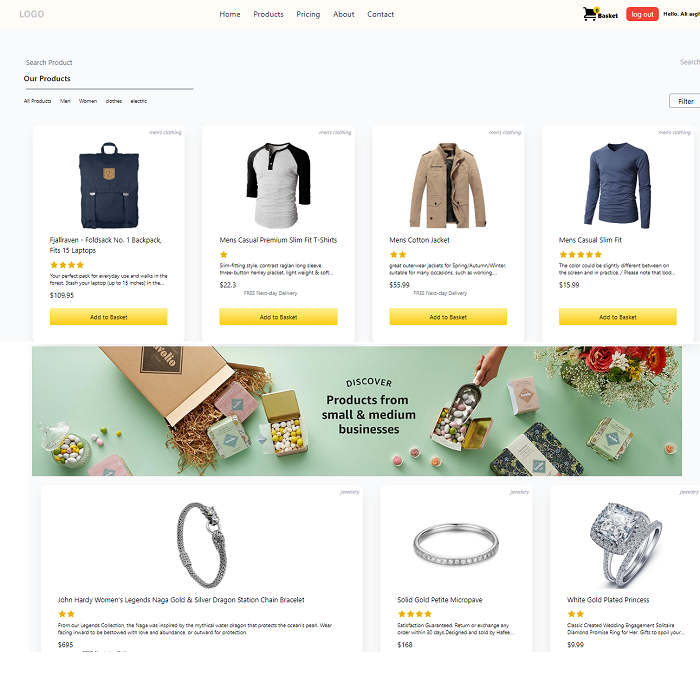 LOGO
Home Products Pricing About Contact
Basket
log out
Hello, Ali
Search Product
Search
Our Products
All Products Men Women clothes electric
Filter
men's clothing
men's clothing
men's clothing
men's clothing
Fjallraven - Foldsack No. 1 Backpack,
Fits 15 Laptops
Your perfect pack for everyday use and walks in the
forest. Stash your laptop (up to 15 inches) in the...
$109.95
Add to Basket
Mens Casual Premium Slim Fit T-Shirts
Slim-fitting style, contrast raglan long sleeve,
three-button henley placket, light weight & soft...
$22.3
FREE Next-day Delivery
Add to Basket
Mens Cotton Jacket
great outerwear jackets for Spring/Autumn/Winter,
suitable for many occasions, such as working,...
$55.99
FREE Next-day Delivery
Add to Basket
Mens Casual Slim Fit
The color could be slightly different between on
the screen and in practice. / Please note that bod...
$15.99
Add to Basket
DISCOVER
Products from
small & medium
businesses
jewelery
jewelery
jewelery
John Hardy Women's Legends Naga Gold & Silver Dragon Station Chain Bracelet
From our Legends Collection, the Naga was inspired by the mythical water dragon that protects the ocean's pearl. Wear
facing inward to be bestowed with love and abundance, or outward for protection.
$695
Solid Gold Petite Micropave
Satisfaction Guaranteed. Return or exchange any
order within 30 days.Designed and sold by Hafee...
$168
White Gold Plated Princess
Classic Created Wedding Engagement Solitaire
Diamond Promise Ring for Her. Gifts to spoil your...
$9.99